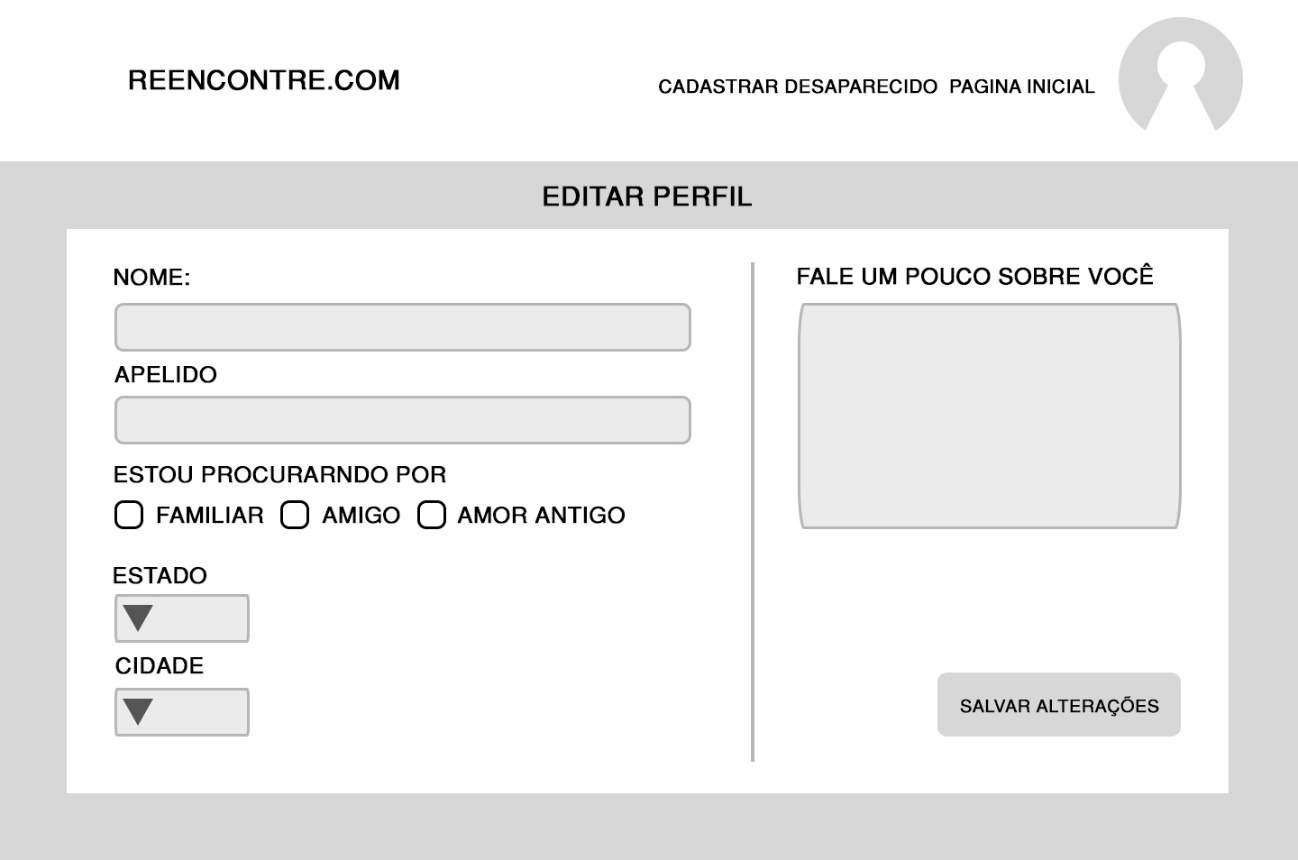 REENCONTRE.COM
CADASTRAR DESAPARECIDO PAGINA INICIAL
EDITAR PERFIL
NOME:
APELIDO
ESTOU PROCURARNDO POR
FAMILIAR AMIGO AMOR ANTIGO
ESTADO
CIDADE
FALE UM POUCO SOBRE VOCÊ
SALVAR ALTERAÇÕES